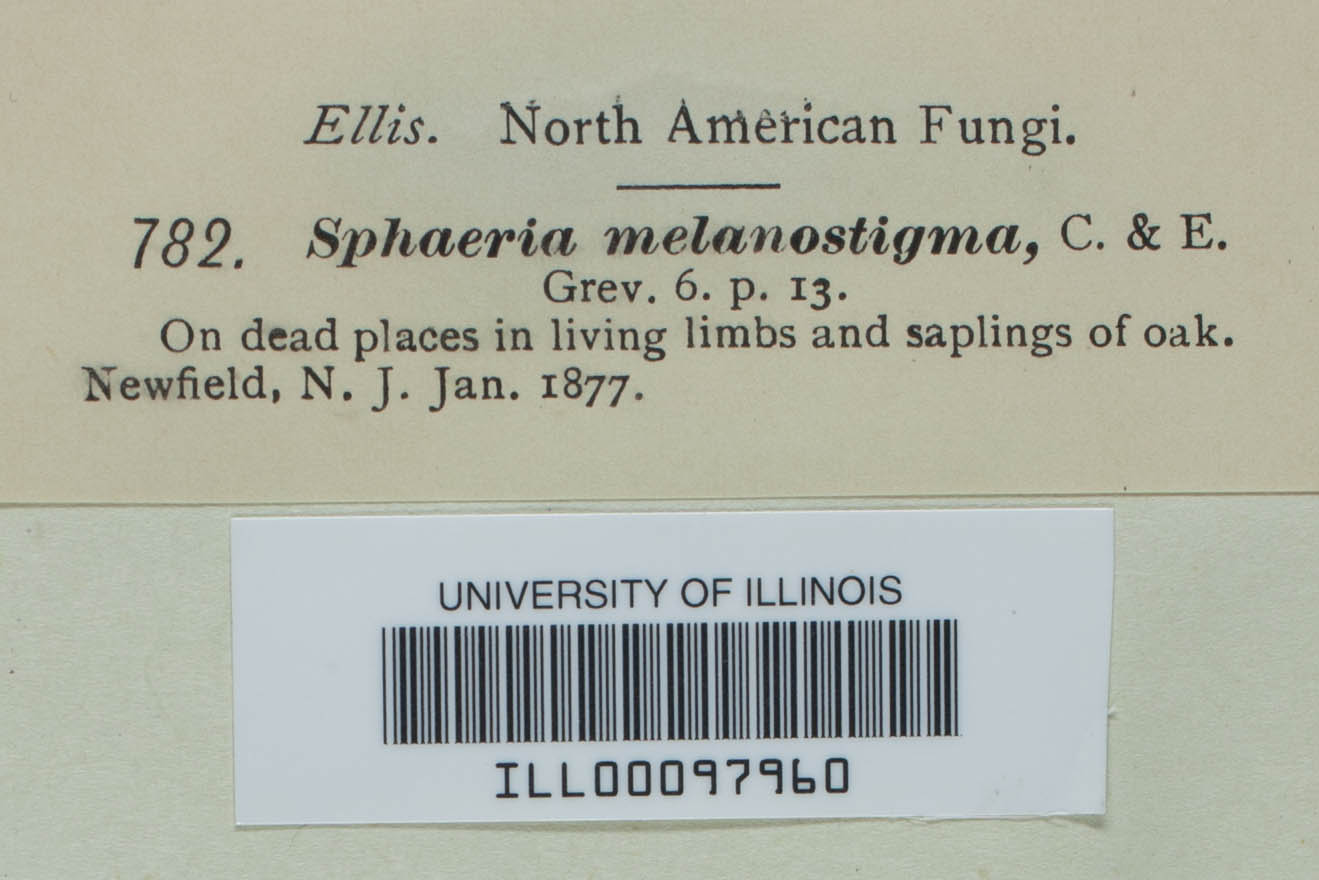 Ellis. North American Fungi.
782. Sphaeria melanostigma, C. & E.
Grev. 6. p. 13.
On dead places in living limbs and saplings of oak.
Newfield, N. J. Jan. 1877.
UNIVERSITY OF ILLINOIS
ILL00097960